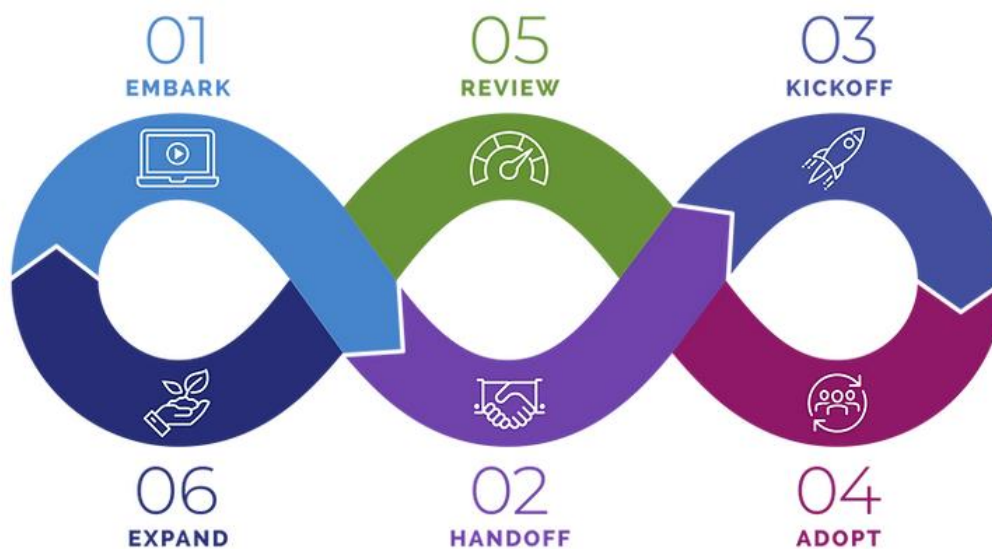 01
EMBARK
05
REVIEW
03
KICKOFF
06
EXPAND
02
HANDOFF
04
ADOPT